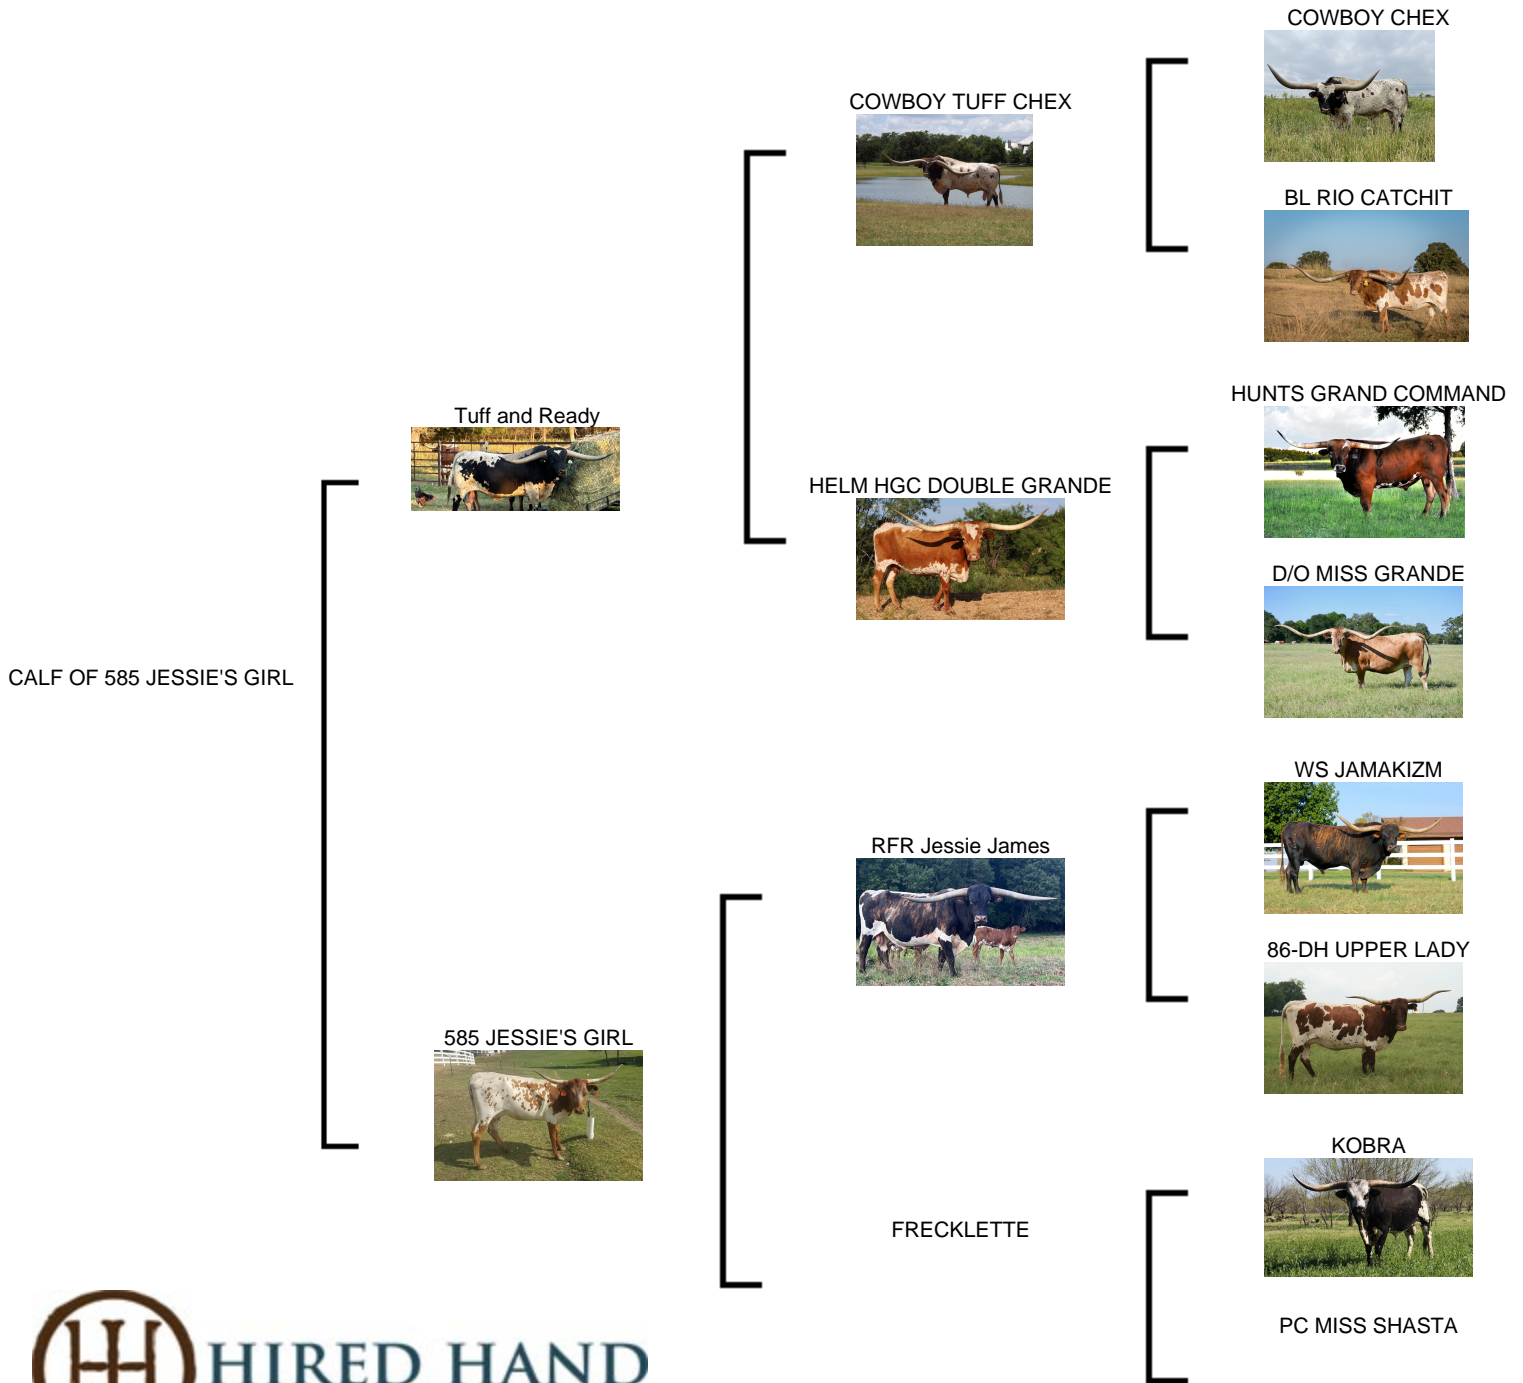 COWBOY CHEX
COWBOY TUFF CHEX
BL RIO CATCHIT
HUNTS GRAND COMMAND
Tuff and Ready
HELM HGC DOUBLE GRANDE
D/O MISS GRANDE
CALF OF 585 JESSIE'S GIRL
WS JAMAKIZM
RFR Jessie James
86-DH UPPER LADY
585 JESSIE'S GIRL
KOBRA
FRECKLETTE
PC MISS SHASTA
HIRED HAND